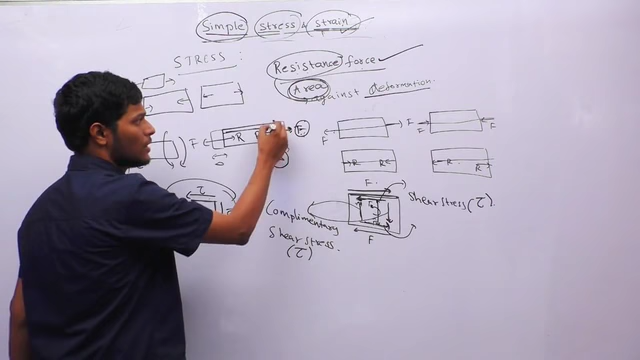 Simple stress & strain
STRESS :
Resistance force
Area
against deformation.
F R F
F F F F
R R R R
τ
F
Shear stress (τ).
Complimentary
Shear stress.
(τ)
F